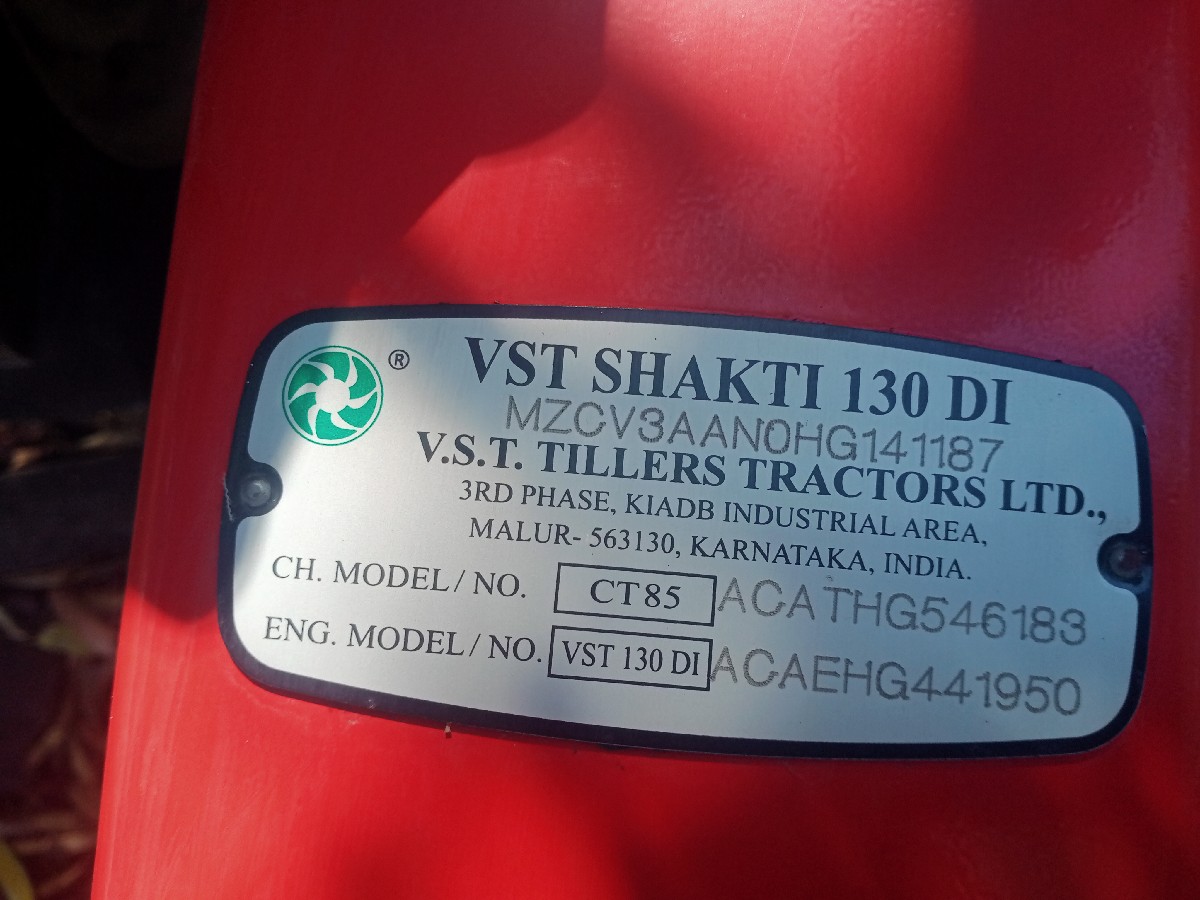 ®
VST SHAKTI 130 DI
MZCV3AAN0HG141187
V.S.T. TILLERS TRACTORS LTD.,
3RD PHASE, KIADB INDUSTRIAL AREA,
MALUR- 563130, KARNATAKA, INDIA.
CH. MODEL / NO. CT85 ACATHG546183
ENG. MODEL / NO. VST 130 DI ACAEHG441950